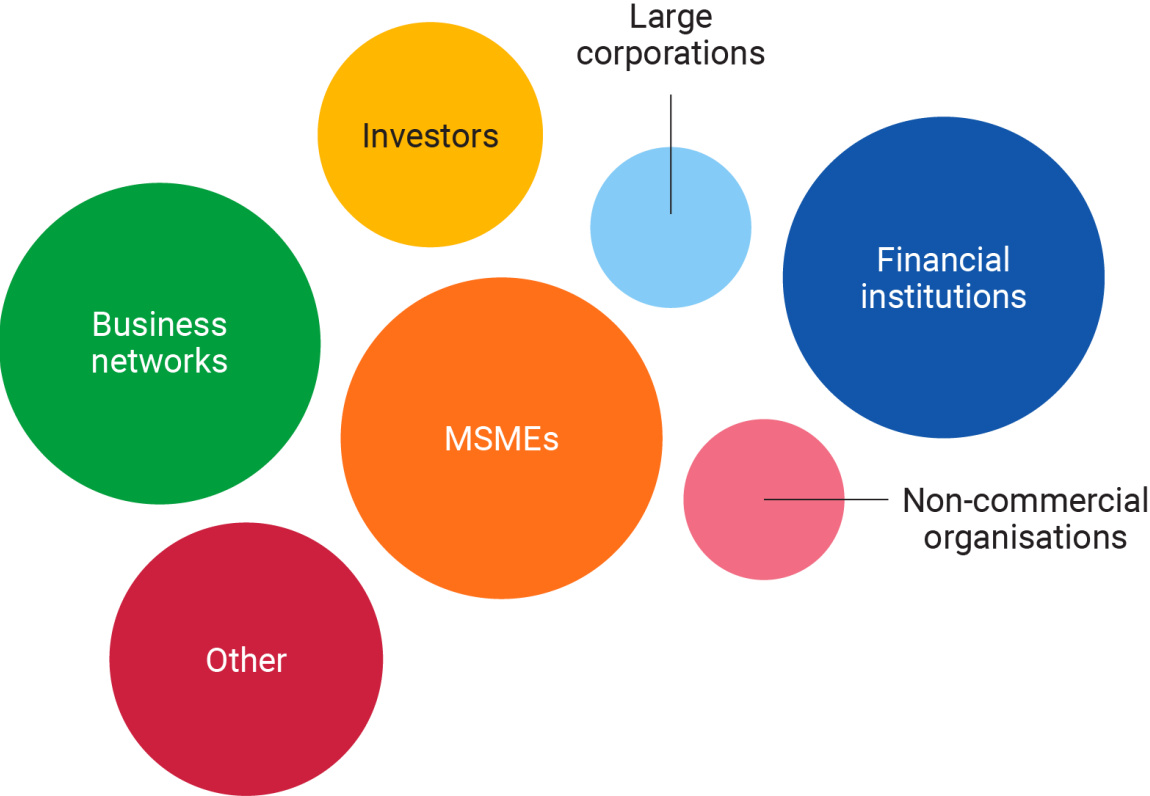 Large
corporations
Investors
Financial
institutions
Business
networks
MSMEs
Non-commercial
organisations
Other